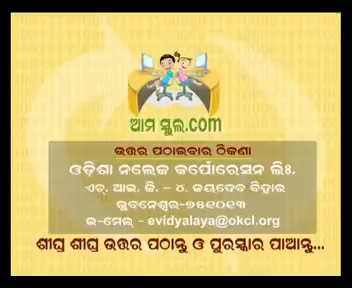 ଆମ ସ୍କୁଲ.com
ଉତ୍ତର ପଠାଇବାର ଠିକଣା
ଓଡ଼ିଶା ନଲେଜ କର୍ପୋରେସନ ଲିଃ.
ଏଚ୍. ଆଇ. ଜି. – ୪. ଜୟଦେବ ବିହାର
ଭୁବନେଶ୍ୱର-୭୫୧୦୧୩
ଇ-ମେଲ୍ - evidyalaya@okcl.org
ଶୀଘ୍ର ଶୀଘ୍ର ଉତ୍ତର ପଠାନ୍ତୁ ଓ ପୁରସ୍କାର ପାଆନ୍ତୁ...